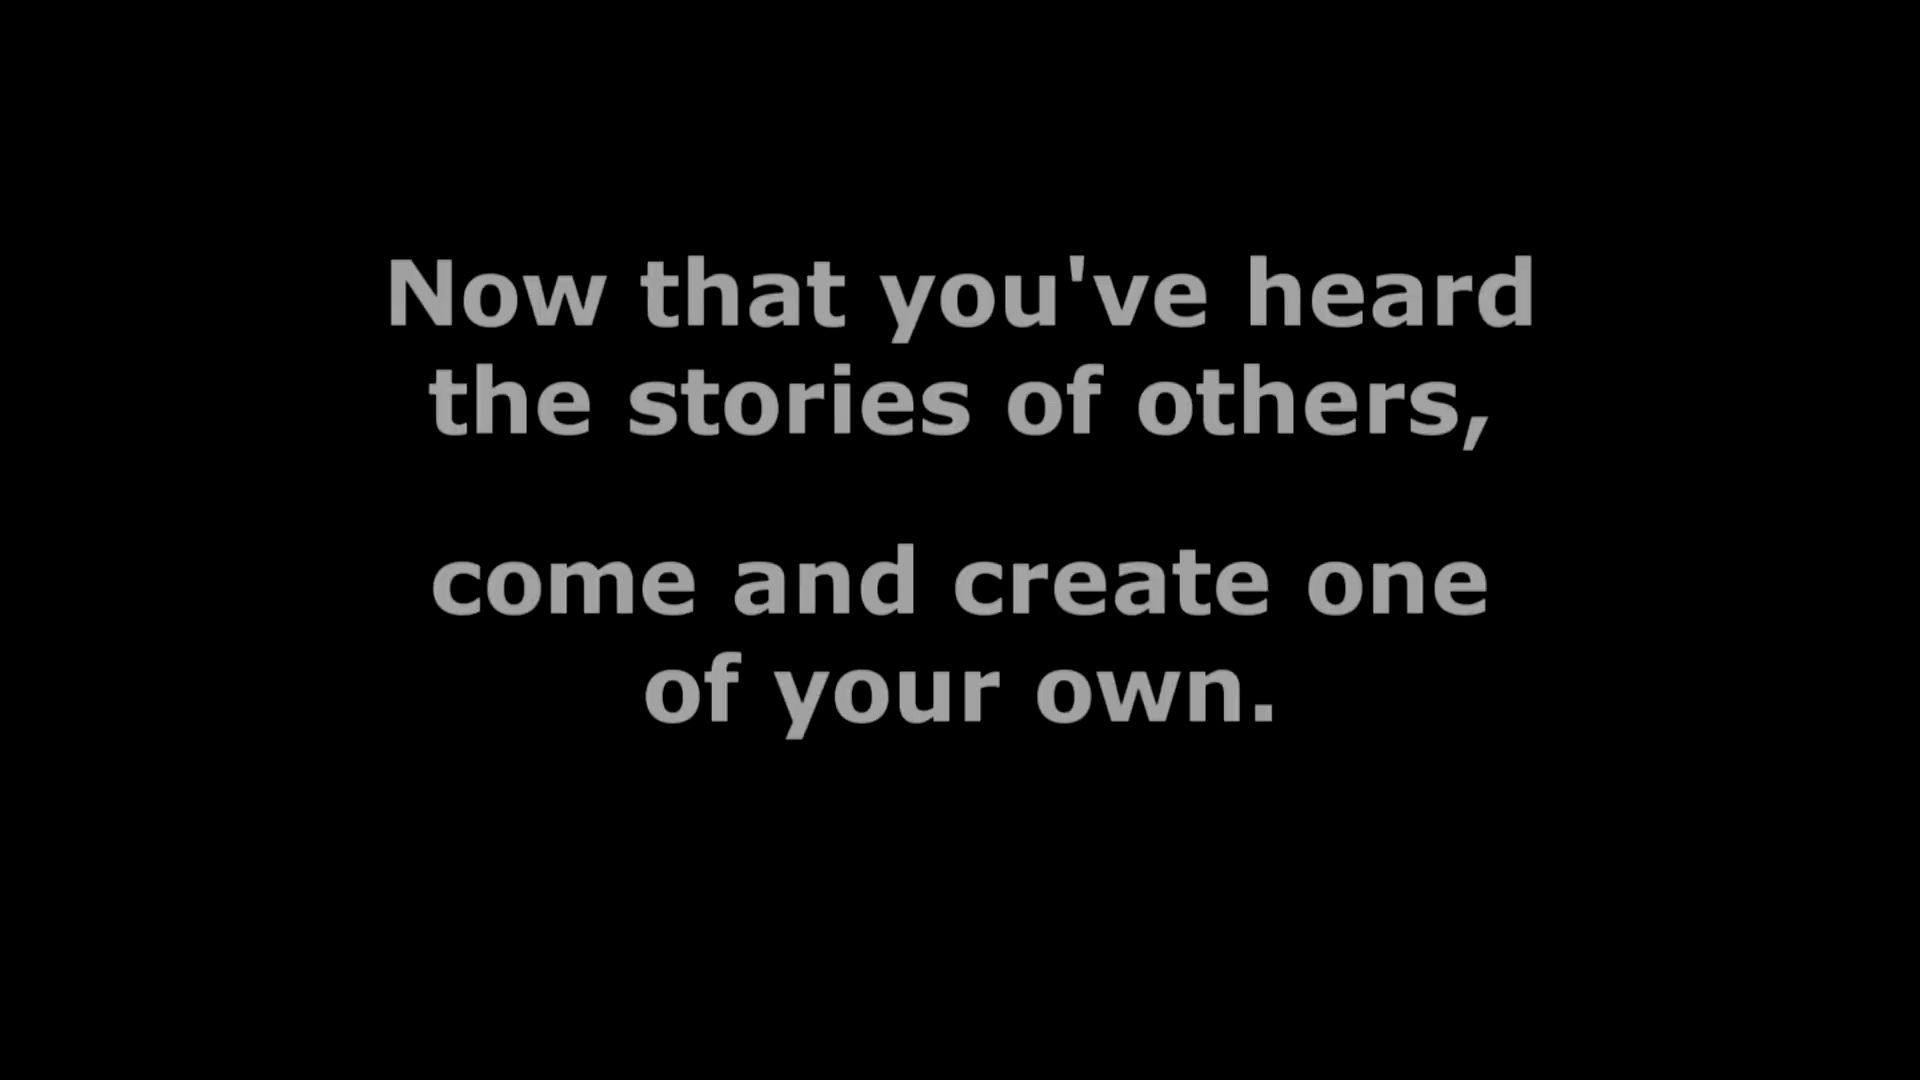 Now that you've heard
the stories of others,
come and create one
of your own.